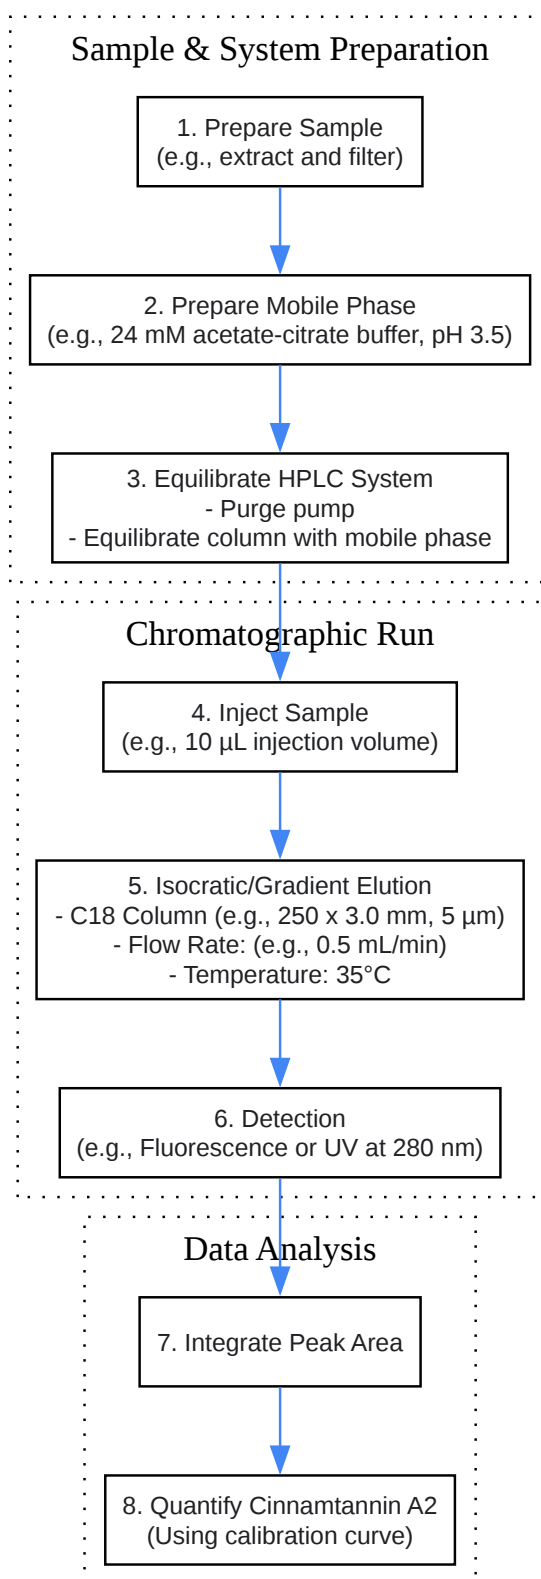 Sample & System Preparation
1. Prepare Sample
(e.g., extract and filter)
2. Prepare Mobile Phase
(e.g., 24 mM acetate-citrate buffer, pH 3.5)
3. Equilibrate HPLC System
- Purge pump
- Equilibrate column with mobile phase
Chromatographic Run
4. Inject Sample
(e.g., 10 µL injection volume)
5. Isocratic/Gradient Elution
- C18 Column (e.g., 250 x 3.0 mm, 5 µm)
- Flow Rate: (e.g., 0.5 mL/min)
- Temperature: 35°C
6. Detection
(e.g., Fluorescence or UV at 280 nm)
Data Analysis
7. Integrate Peak Area
8. Quantify Cinnamtannin A2
(Using calibration curve)